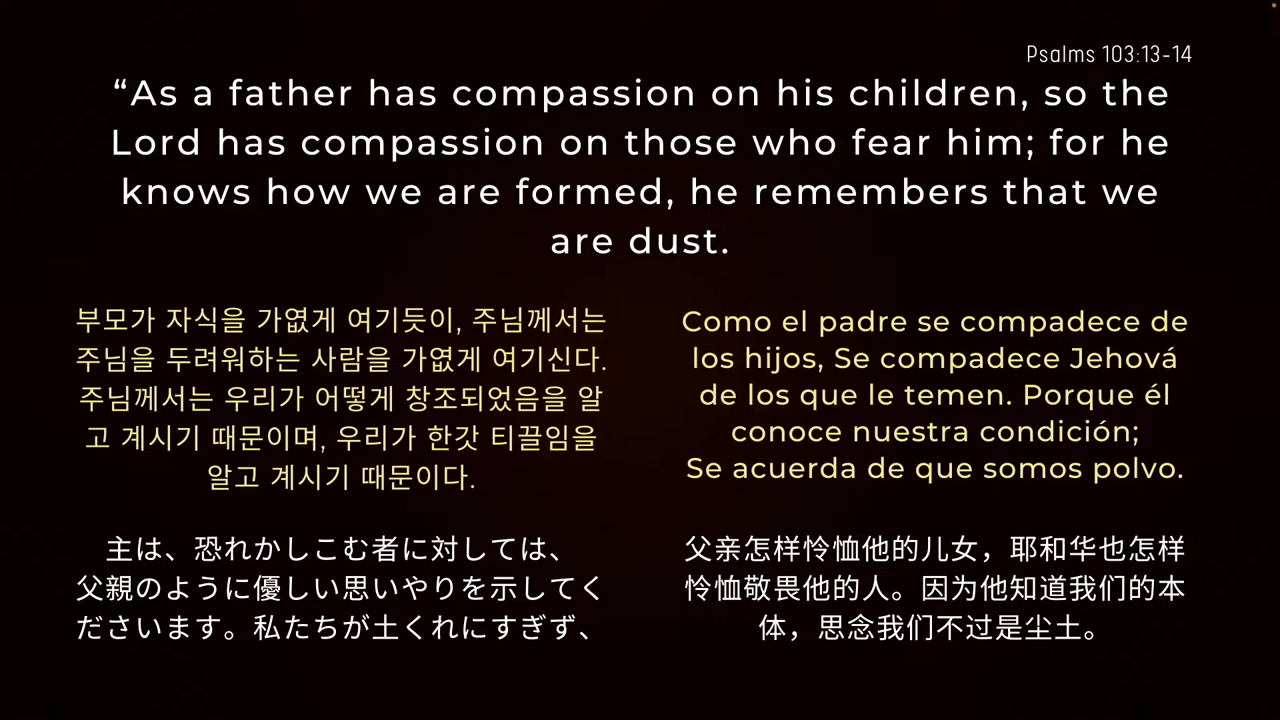 Psalms 103:13-14
“As a father has compassion on his children, so the
Lord has compassion on those who fear him; for he
knows how we are formed, he remembers that we
are dust.
부모가 자식을 가엾게 여기듯이, 주님께서는
주님을 두려워하는 사람을 가엾게 여기신다.
주님께서는 우리가 어떻게 창조되었음을 알
고 계시기 때문이며, 우리가 한갓 티끌임을
알고 계시기 때문이다.
Como el padre se compadece de
los hijos, Se compadece Jehová
de los que le temen. Porque él
conoce nuestra condición;
Se acuerda de que somos polvo.
主は、恐れかしこむ者に対しては、
父親のように優しい思いやりを示してく
ださいます。私たちが土くれにすぎず、
父亲怎样怜恤他的儿女，耶和华也怎样
怜恤敬畏他的人。因为他知道我们的本
体，思念我们不过是尘土。